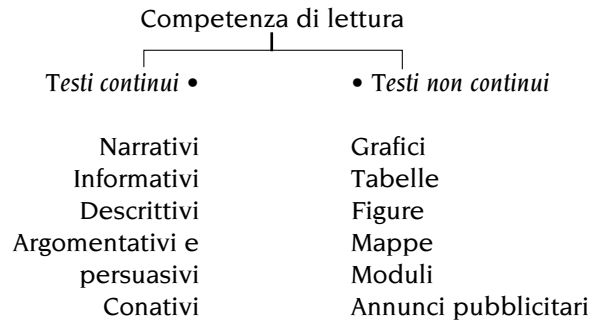 Competenza di lettura
Testi continui •
• Testi non continui
Narrativi
Informativi
Descrittivi
Argomentativi e
persuasivi
Conativi
Grafici
Tabelle
Figure
Mappe
Moduli
Annunci pubblicitari